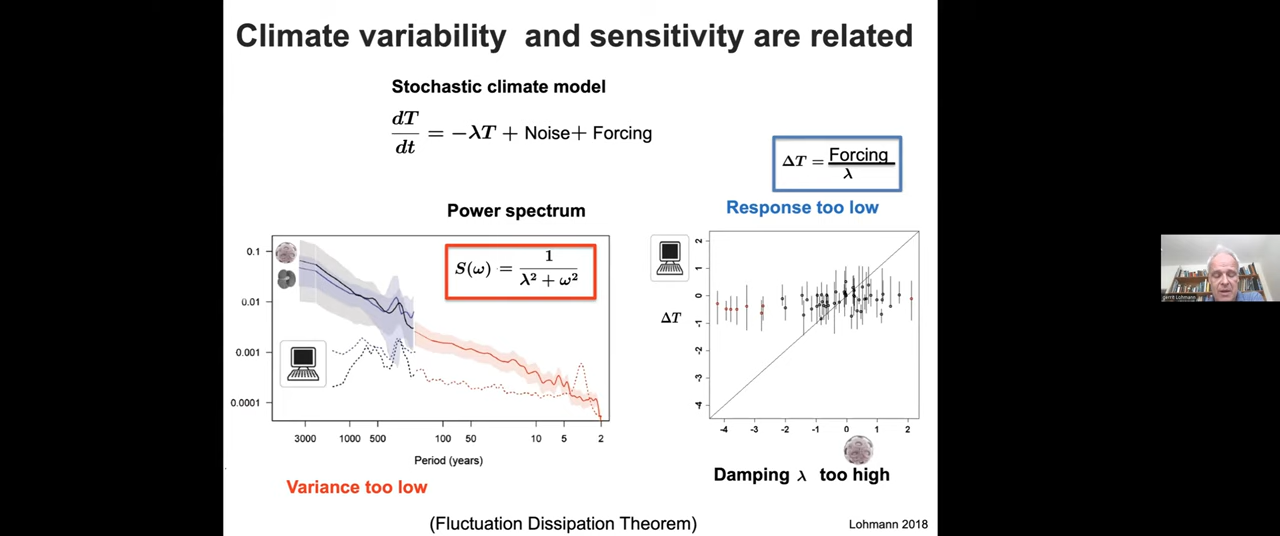 Climate variability and sensitivity are related
Stochastic climate model
dT/dt = −λT + Noise+ Forcing
ΔT = Forcing/λ
Response too low
Power spectrum
S(ω) = 1/(λ² + ω²)
0.1
0.01
0.001
0.0001
3000 1000 500 100 50 10 5 2
Period (years)
Variance too low
ΔT
2
1
0
-1
-2
-3
-4
-4 -3 -2 -1 0 1 2
Damping λ too high
(Fluctuation Dissipation Theorem)
Lohmann 2018
gerrit Lohmann